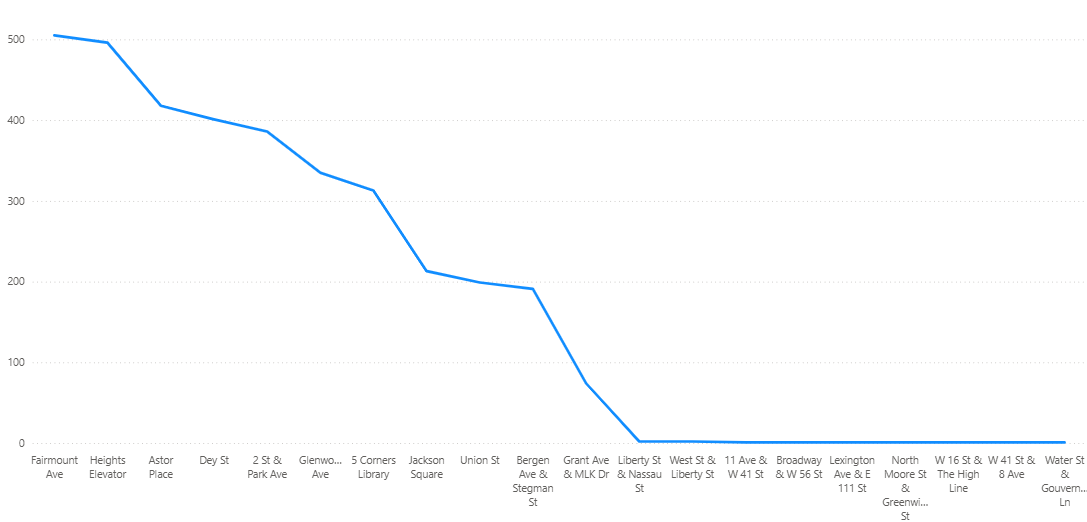 500
400
300
200
100
0
Fairmount
Ave
Heights
Elevator
Astor
Place
Dey St
2 St &
Park Ave
Glenwo...
Ave
5 Corners
Library
Jackson
Square
Union St
Bergen
Ave &
Stegman
St
Grant Ave
& MLK Dr
Liberty St
& Nassau
St
West St &
Liberty St
11 Ave &
W 41 St
Broadway
& W 56 St
Lexington
Ave & E
111 St
North
Moore St
&
Greenwi...
St
W 16 St &
The High
Line
W 41 St &
8 Ave
Water St
&
Gouvern...
Ln